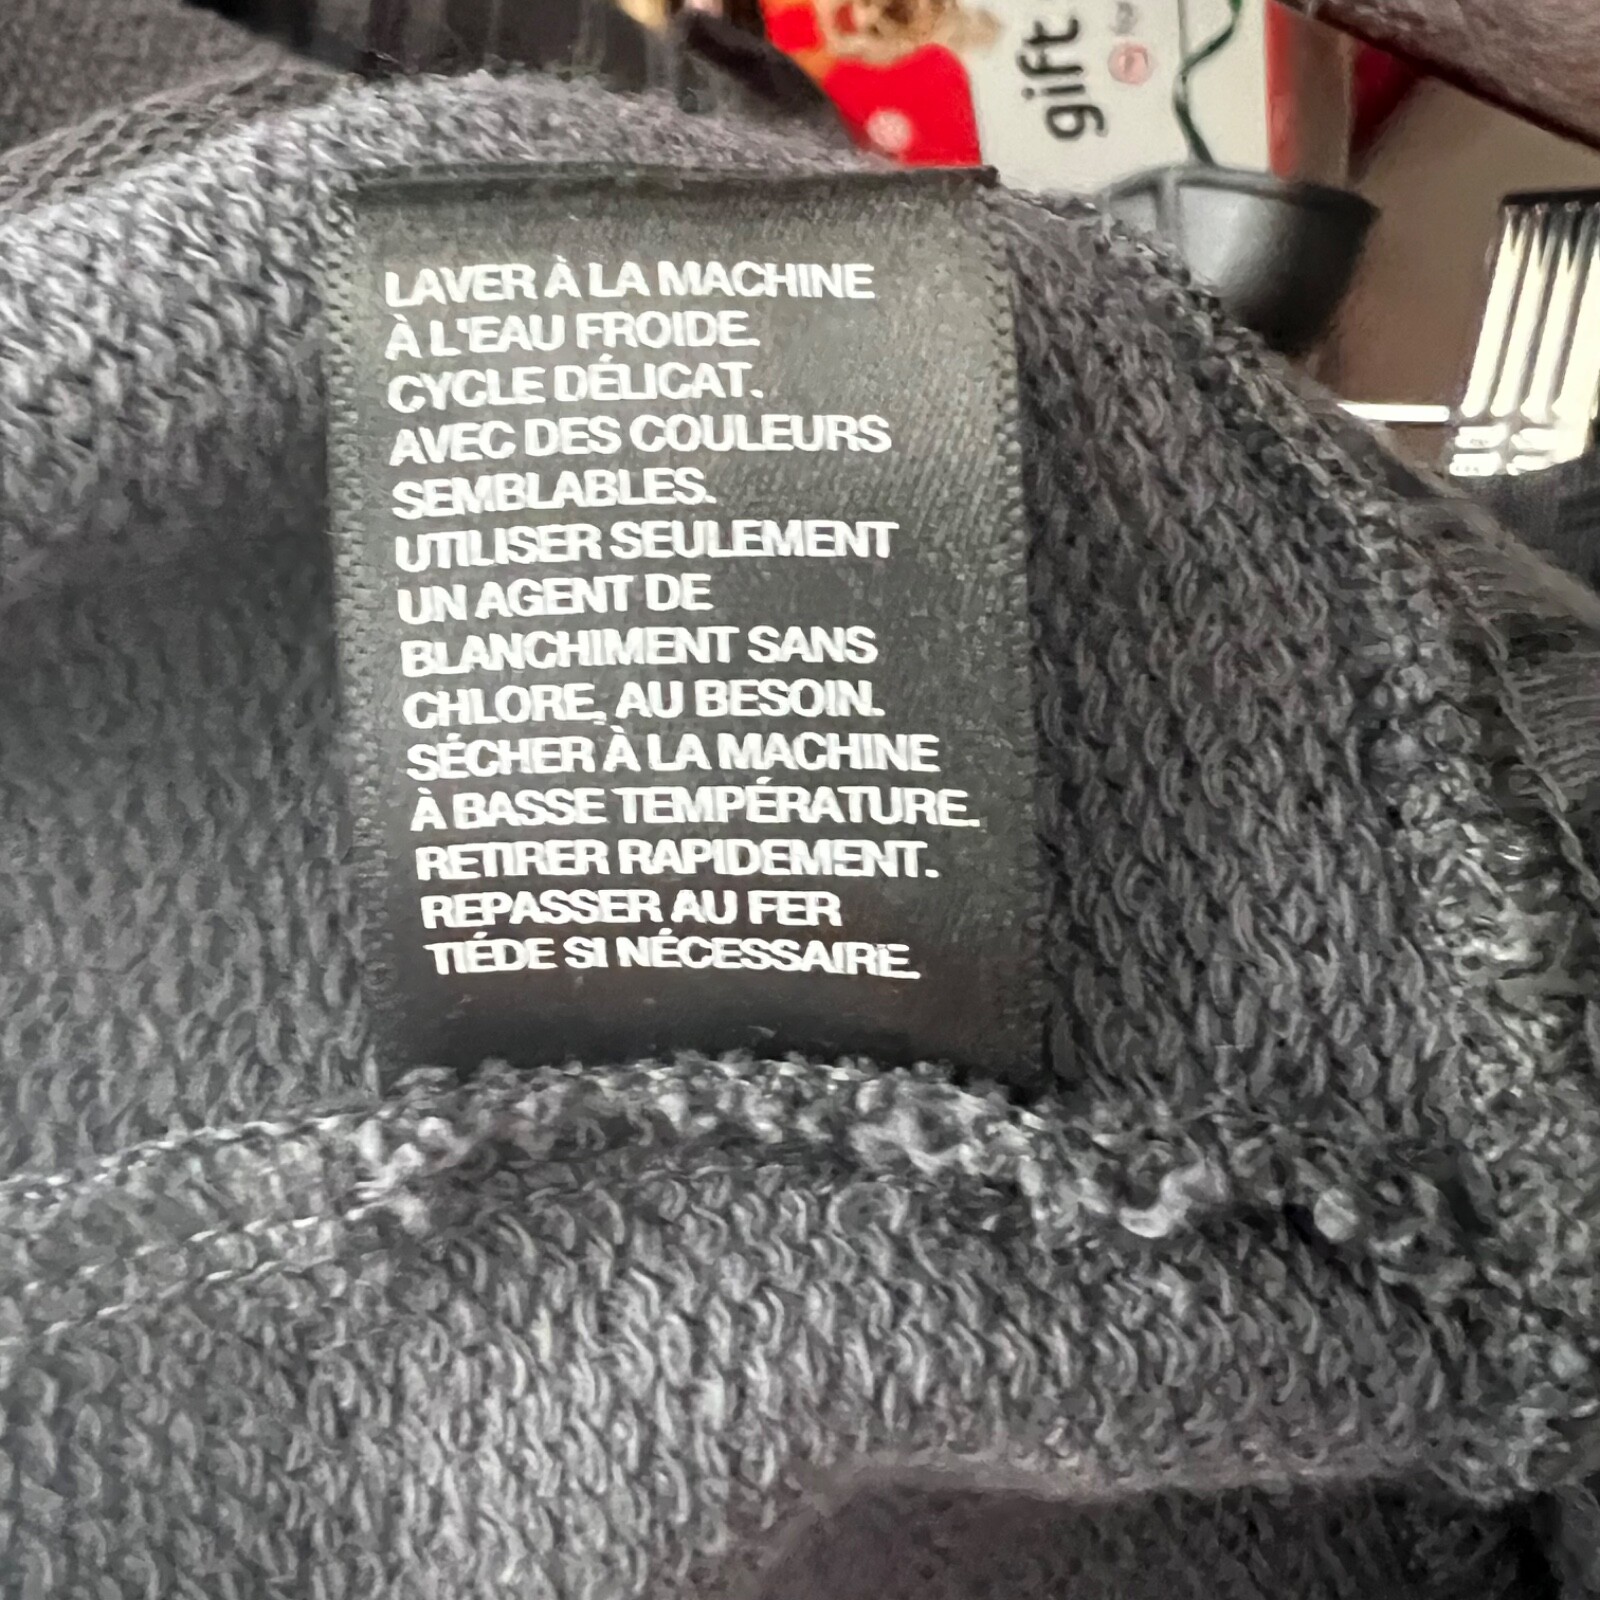 gift
LAVER À LA MACHINE
À L'EAU FROIDE.
CYCLE DÉLICAT.
AVEC DES COULEURS
SEMBLABLES.
UTILISER SEULEMENT
UN AGENT DE
BLANCHIMENT SANS
CHLORE, AU BESOIN.
SÉCHER À LA MACHINE
À BASSE TEMPÉRATURE.
RETIRER RAPIDEMENT.
REPASSER AU FER
TIÉDE SI NÉCESSAIRE.